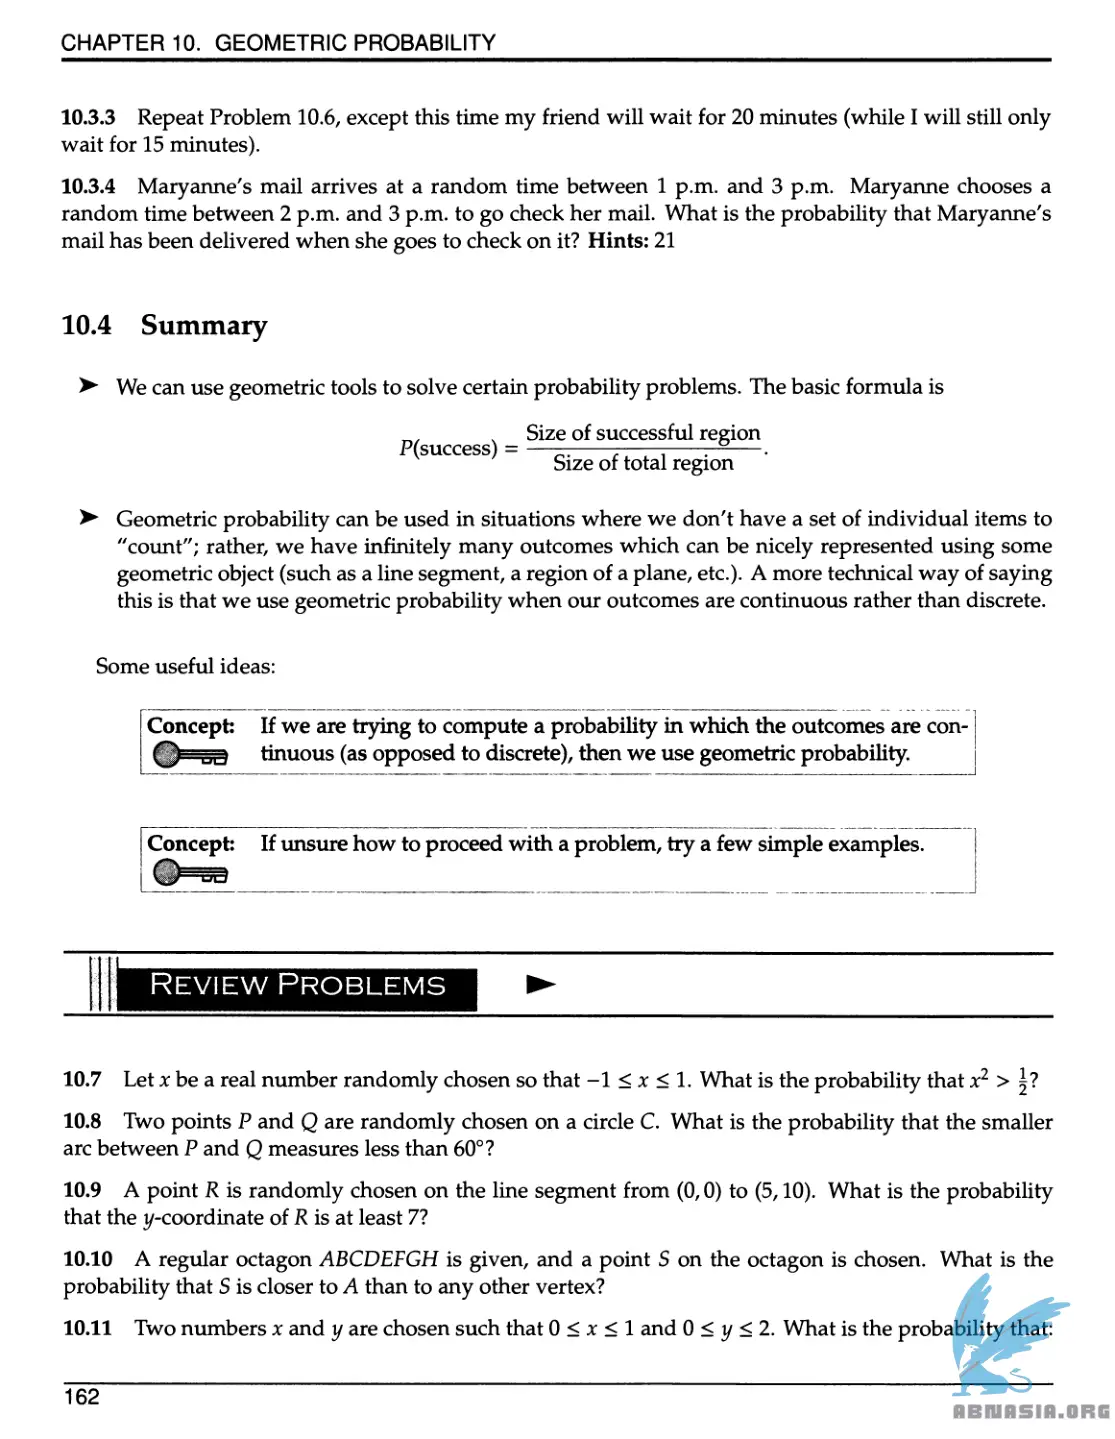 CHAPTER 10. GEOMETRIC PROBABILITY
10.3.3 Repeat Problem 10.6, except this time my friend will wait for 20 minutes (while I will still only
wait for 15 minutes).
10.3.4 Maryanne's mail arrives at a random time between 1 p.m. and 3 p.m. Maryanne chooses a
random time between 2 p.m. and 3 p.m. to go check her mail. What is the probability that Maryanne's
mail has been delivered when she goes to check on it? Hints: 21
10.4 Summary
➤ We can use geometric tools to solve certain probability problems. The basic formula is
P(success) = Size of successful region / Size of total region.
➤ Geometric probability can be used in situations where we don't have a set of individual items to
"count"; rather, we have infinitely many outcomes which can be nicely represented using some
geometric object (such as a line segment, a region of a plane, etc.). A more technical way of saying
this is that we use geometric probability when our outcomes are continuous rather than discrete.
Some useful ideas:
Concept: If we are trying to compute a probability in which the outcomes are con-
tinuous (as opposed to discrete), then we use geometric probability.
Concept: If unsure how to proceed with a problem, try a few simple examples.
REVIEW PROBLEMS ►
10.7 Let x be a real number randomly chosen so that −1 ≤ x ≤ 1. What is the probability that x² > 1/2?
10.8 Two points P and Q are randomly chosen on a circle C. What is the probability that the smaller
arc between P and Q measures less than 60°?
10.9 A point R is randomly chosen on the line segment from (0, 0) to (5, 10). What is the probability
that the y-coordinate of R is at least 7?
10.10 A regular octagon ABCDEFGH is given, and a point S on the octagon is chosen. What is the
probability that S is closer to A than to any other vertex?
10.11 Two numbers x and y are chosen such that 0 ≤ x ≤ 1 and 0 ≤ y ≤ 2. What is the probability that:
162
ABNASIA.ORG